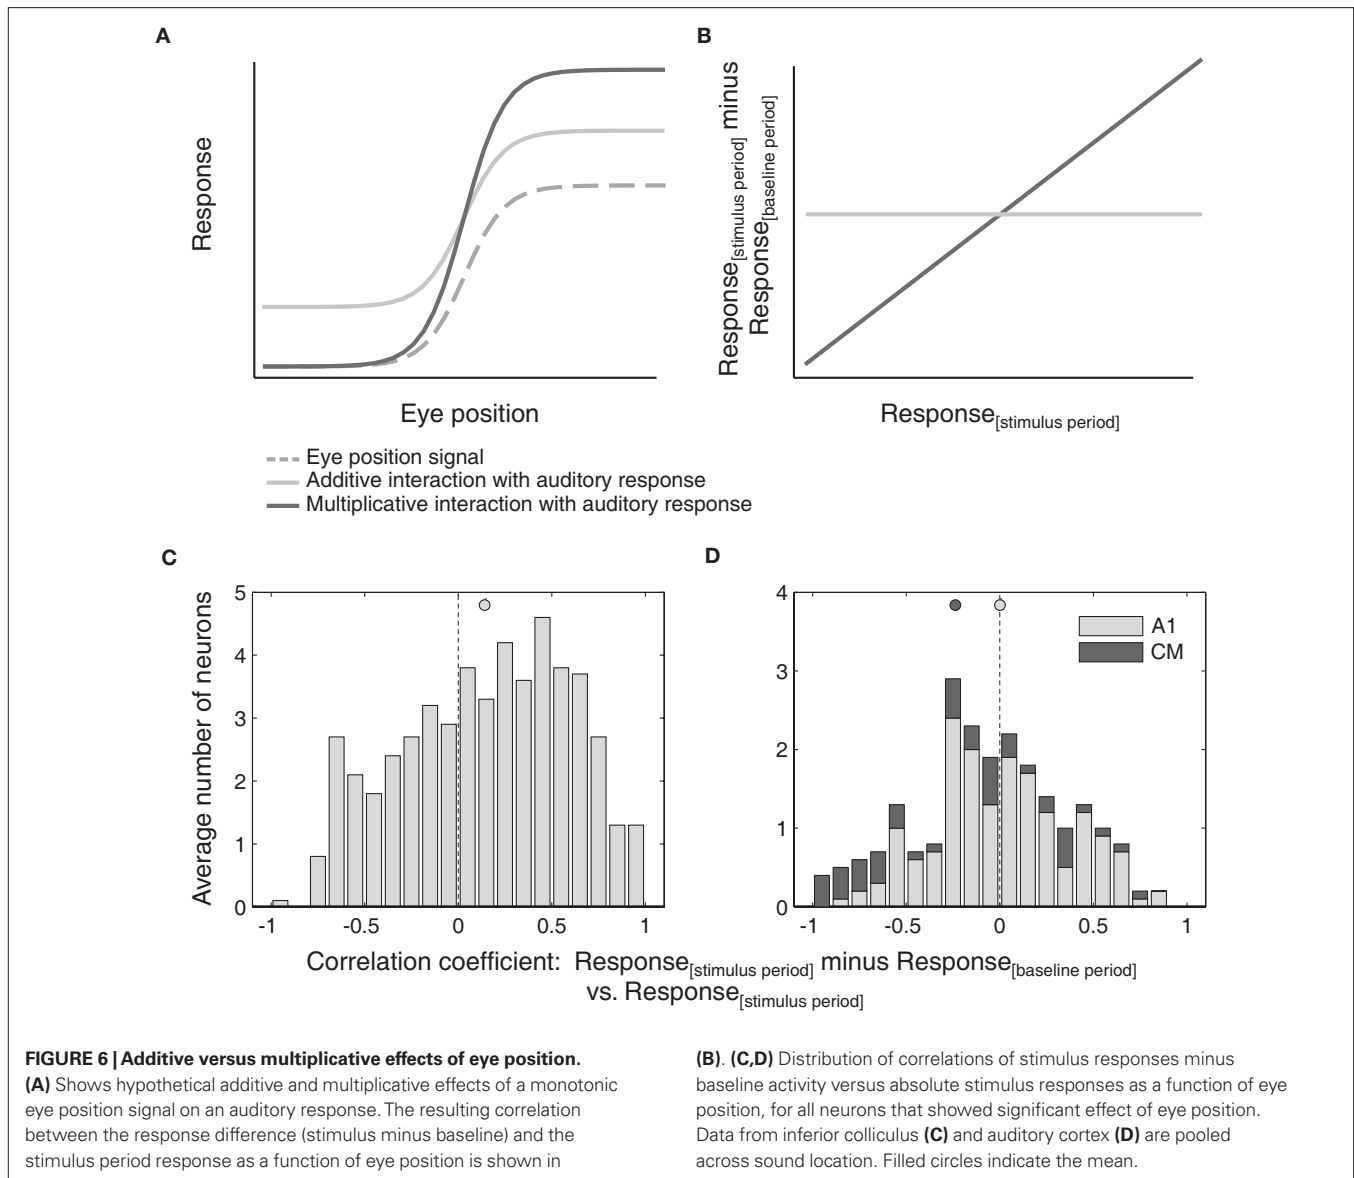 A
Response
Eye position
B
Response[stimulus period] minus
Response[baseline period]
Response[stimulus period]
Eye position signal
Additive interaction with auditory response
Multiplicative interaction with auditory response
C
Average number of neurons
5
4
3
2
1
0
-1 -0.5 0 0.5 1
D
4
3
2
1
0
-1 -0.5 0 0.5 1
A1
CM
Correlation coefficient: Response[stimulus period] minus Response[baseline period]
vs. Response[stimulus period]
FIGURE 6 | Additive versus multiplicative effects of eye position.
(A) Shows hypothetical additive and multiplicative effects of a monotonic
eye position signal on an auditory response. The resulting correlation
between the response difference (stimulus minus baseline) and the
stimulus period response as a function of eye position is shown in
(B). (C,D) Distribution of correlations of stimulus responses minus
baseline activity versus absolute stimulus responses as a function of eye
position, for all neurons that showed significant effect of eye position.
Data from inferior colliculus (C) and auditory cortex (D) are pooled
across sound location. Filled circles indicate the mean.